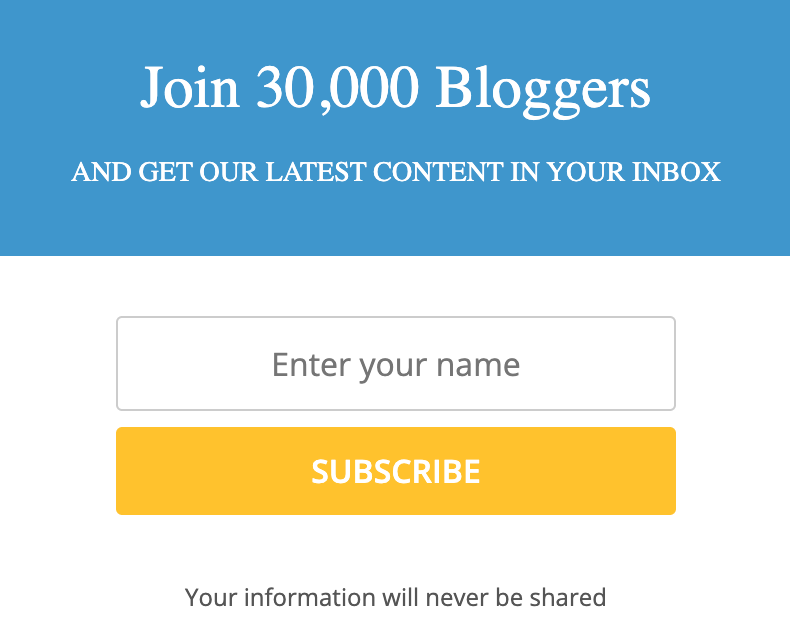 Join 30,000 Bloggers
AND GET OUR LATEST CONTENT IN YOUR INBOX
Enter your name
SUBSCRIBE
Your information will never be shared